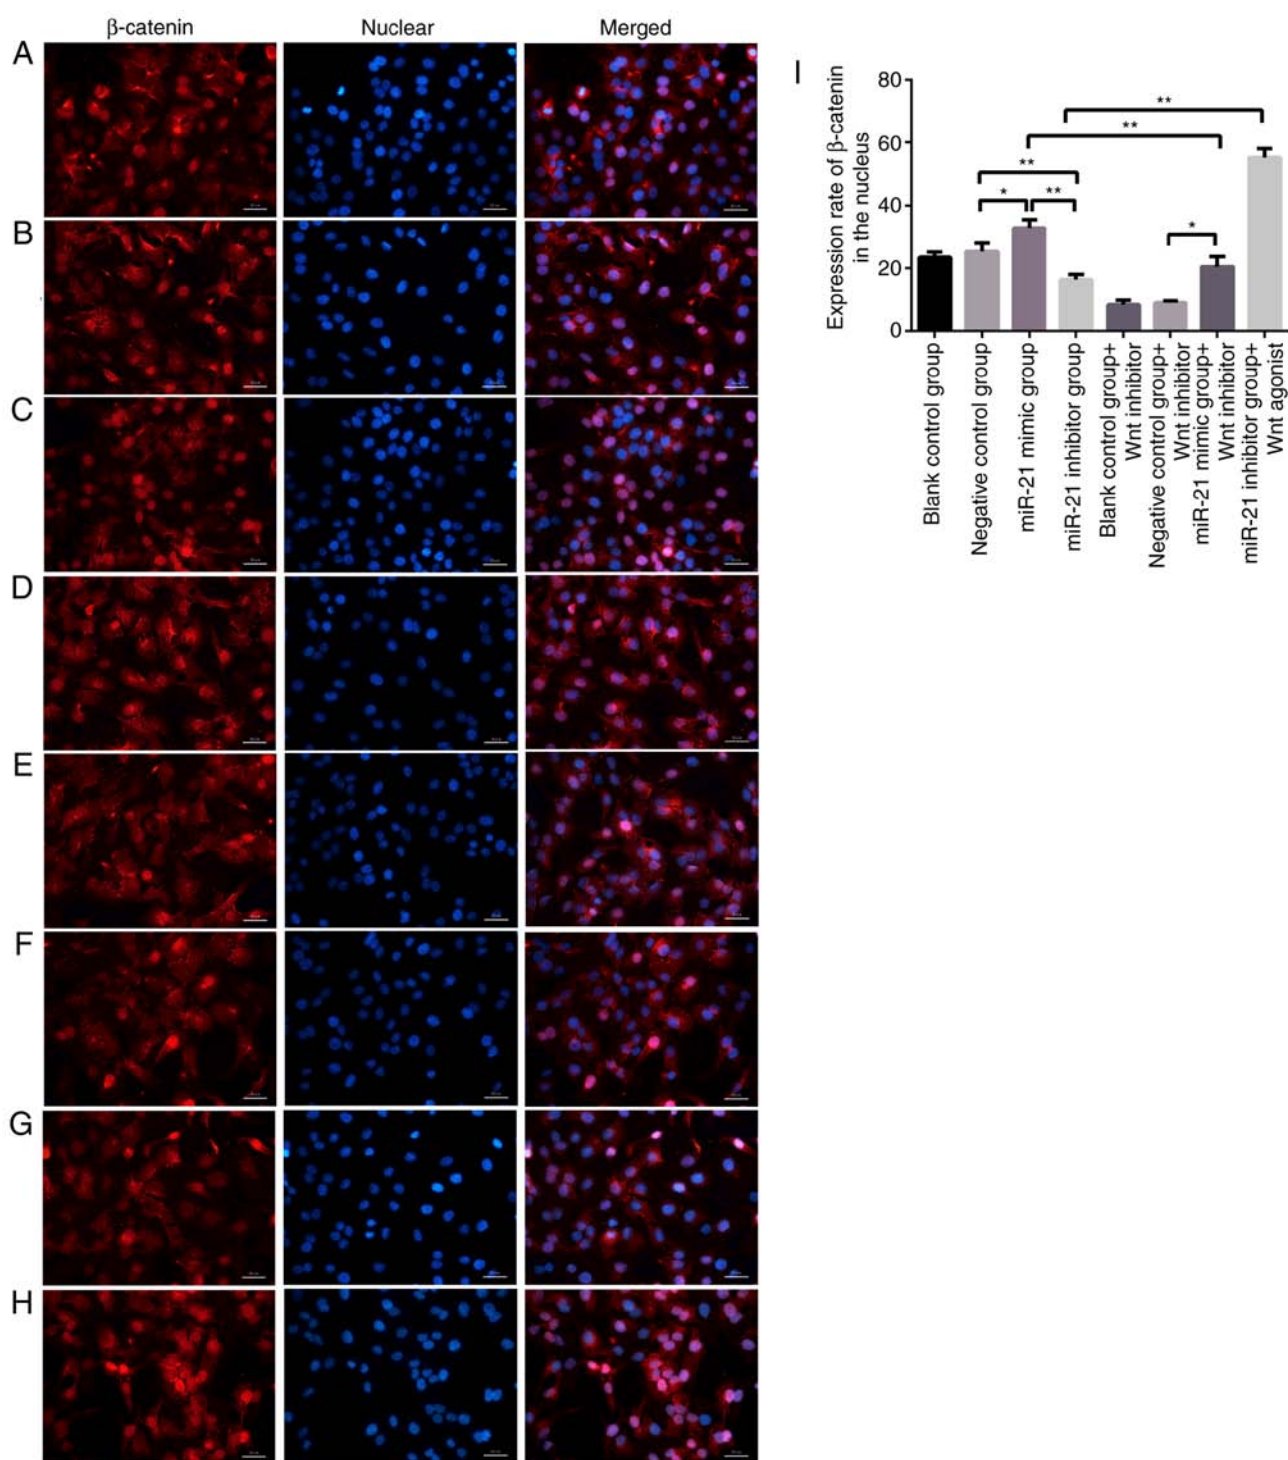 β-catenin
Nuclear
Merged
A
B
C
D
E
F
G
H
I
Expression rate of β-catenin
in the nucleus
80
60
40
20
0
**
**
**
*
**
*
Blank control group
Negative control group
miR-21 mimic group
miR-21 inhibitor group
Blank control group+
Wnt inhibitor
Negative control group+
Wnt inhibitor
miR-21 mimic group+
Wnt inhibitor
miR-21 inhibitor group+
Wnt agonist